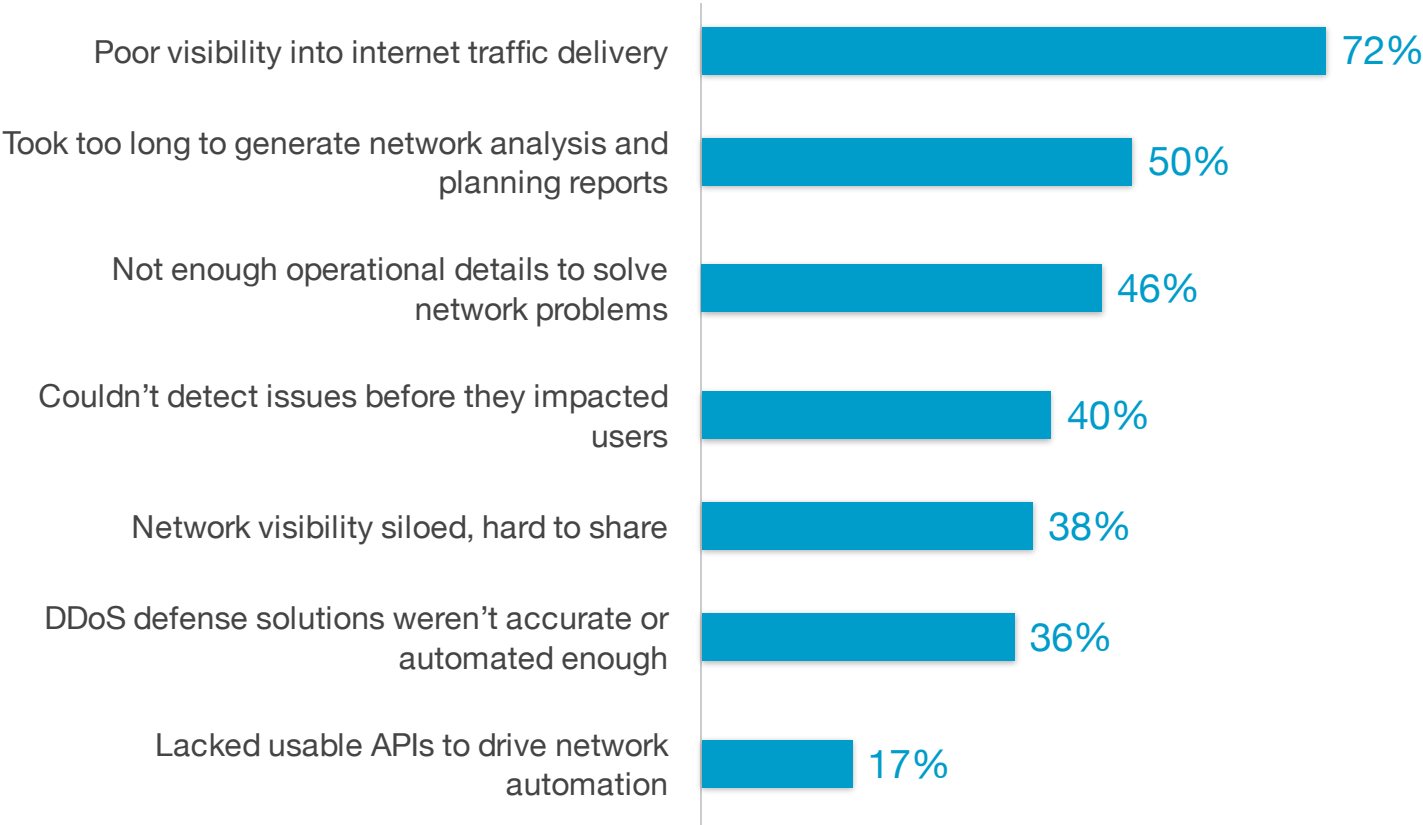 Poor visibility into internet traffic delivery
72%
Took too long to generate network analysis and
planning reports
50%
Not enough operational details to solve
network problems
46%
Couldn’t detect issues before they impacted
users
40%
Network visibility siloed, hard to share
38%
DDoS defense solutions weren’t accurate or
automated enough
36%
Lacked usable APIs to drive network
automation
17%